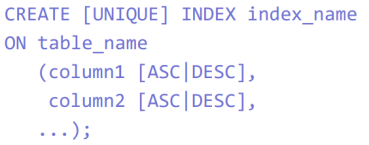 CREATE [UNIQUE] INDEX index_name
ON table_name
(column1 [ASC|DESC],
column2 [ASC|DESC],
...);